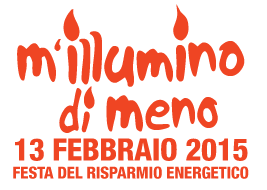 m'illumino
di meno
13 FEBBRAIO 2015
FESTA DEL RISPARMIO ENERGETICO